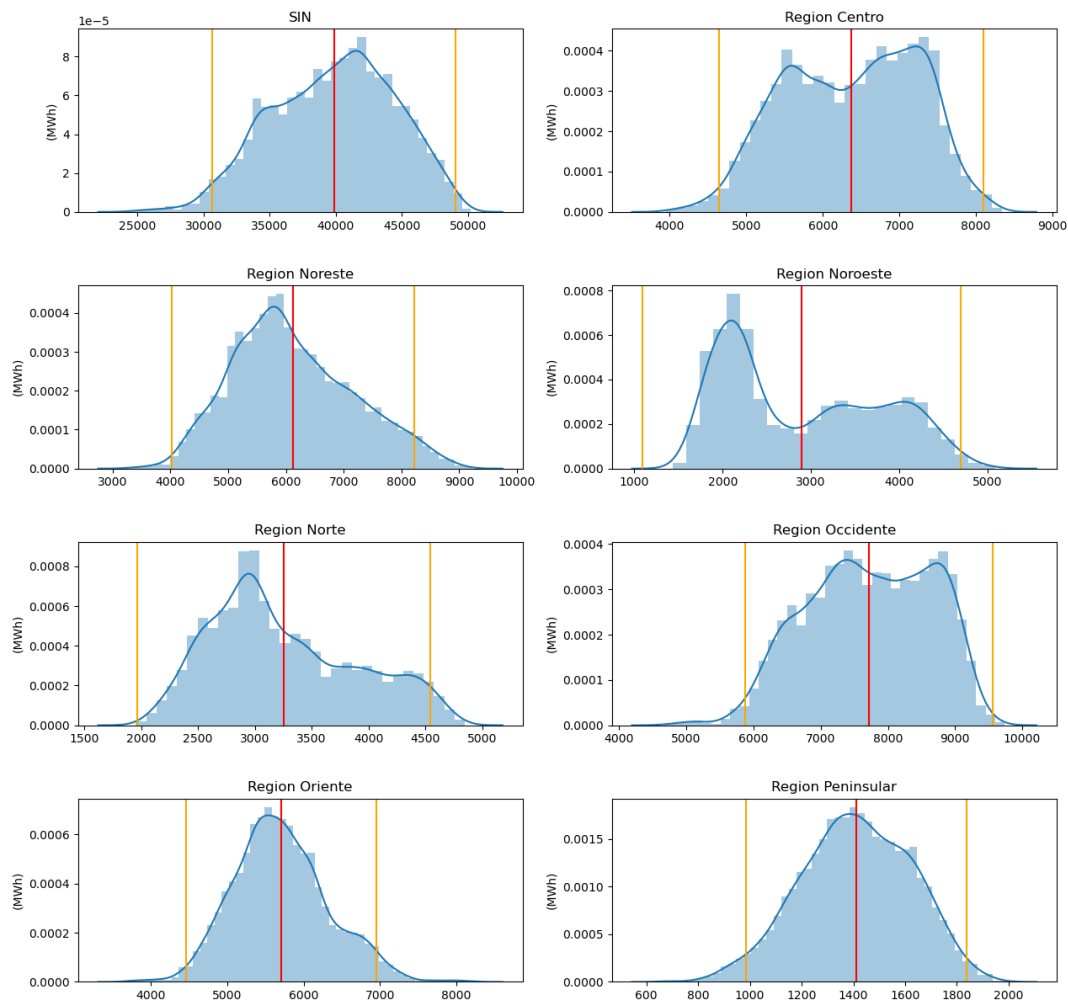 SIN
1e−5
(MWh)
8
6
4
2
0
25000 30000 35000 40000 45000 50000
Region Centro
(MWh)
0.0004
0.0003
0.0002
0.0001
0.0000
4000 5000 6000 7000 8000 9000
Region Noreste
(MWh)
0.0004
0.0003
0.0002
0.0001
0.0000
3000 4000 5000 6000 7000 8000 9000 10000
Region Noroeste
(MWh)
0.0008
0.0006
0.0004
0.0002
0.0000
1000 2000 3000 4000 5000
Region Norte
(MWh)
0.0008
0.0006
0.0004
0.0002
0.0000
1500 2000 2500 3000 3500 4000 4500 5000
Region Occidente
(MWh)
0.0004
0.0003
0.0002
0.0001
0.0000
4000 5000 6000 7000 8000 9000 10000
Region Oriente
(MWh)
0.0006
0.0004
0.0002
0.0000
4000 5000 6000 7000 8000
Region Peninsular
(MWh)
0.0015
0.0010
0.0005
0.0000
600 800 1000 1200 1400 1600 1800 2000